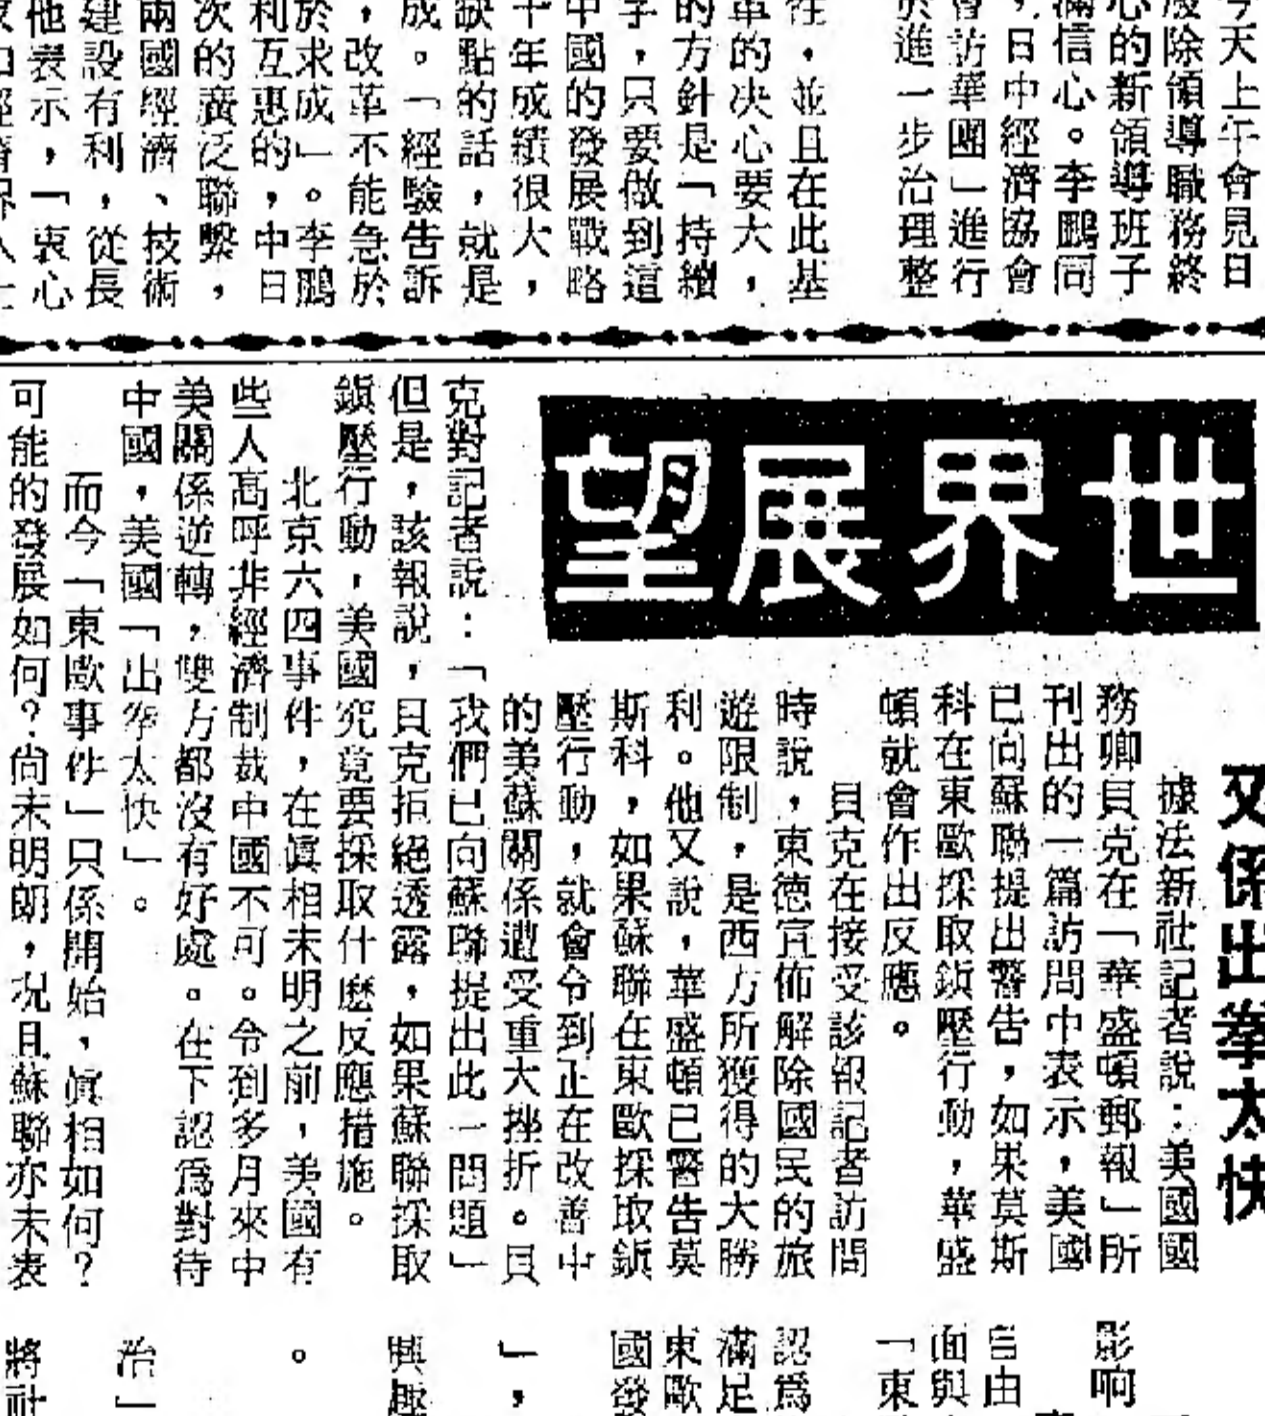 今天上午會見日
廢除領導職務終
心的新領導班子
滿信心。李鵬同
，日中經濟協會
會訪華團」進行
於進一步治理整
往，並且在此基
革的决心要大，
的方針是「持續
字，只要做到這
中國的發展戰略
十年成績很大，
缺點的話，就是
成。「經驗告訴
，改革不能急於
於求成」。李鵬
利互惠的，中日
次的廣泛聯繫，
兩國經濟、技術
建設有利，從長
他表示，「衷心
世界展望
又係出拳太快
據法新社記者說：美國國
務卿貝克在「華盛頓郵報」所
刊出的一篇訪問中表示，美國
已向蘇聯提出警告，如果莫斯
科在東歐採取鎮壓行動，華盛
頓就會作出反應。
貝克在接受該報記者訪問
時說，東德宣佈解除國民的旅
遊限制，是西方所獲得的大勝
利。他又說，華盛頓已警告莫
斯科，如果蘇聯在東歐採取鎮
壓行動，就會令到正在改善中
的美蘇關係遭受重大挫折。貝
克對記者說：「我們已向蘇聯提出此一問題」
但是，該報說，貝克拒絕透露，如果蘇聯採取
鎮壓行動，美國究竟要採取什麽反應措施。
北京六四事件，在眞相未明之前，美國有
些人高呼非經濟制裁中國不可。令到多月來中
美關係逆轉，雙方都沒有好處。在下認爲對待
中國，美國「出拳太快」。
而今「東歐事件」只係開始，眞相如何？
可能的發展如何？尚未明朗，况且蘇聯亦未表
影响
自由
面與
「東
認爲
滿足
東歐
國發
」，
興趣
。
治」
將社